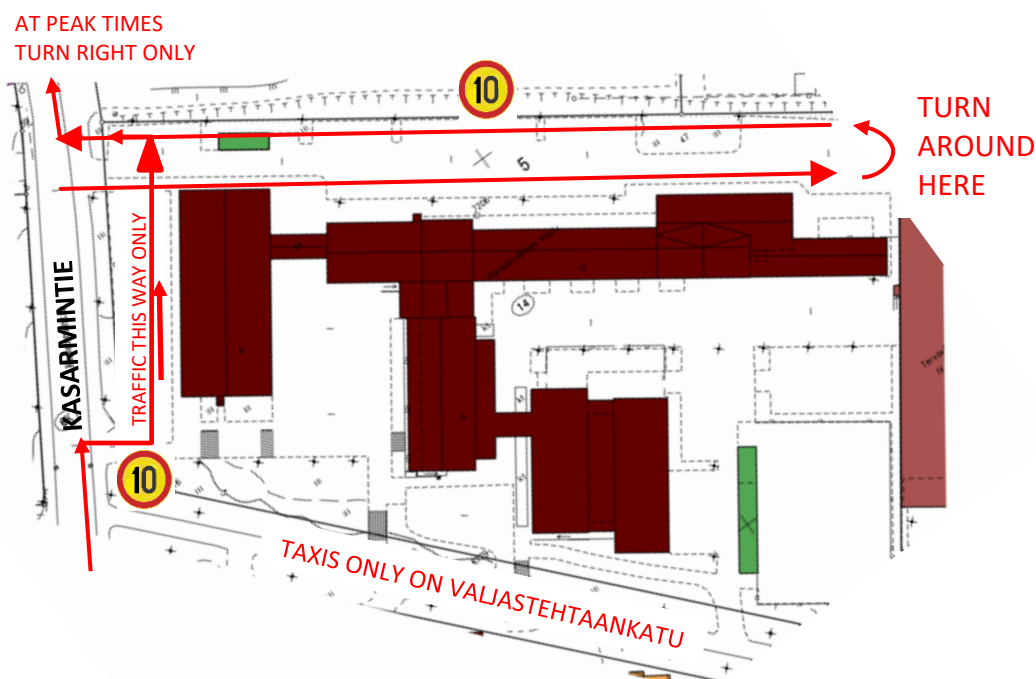 AT PEAK TIMES
TURN RIGHT ONLY
10
TURN
AROUND
HERE
5
47
KASARMINTIE
TRAFFIC THIS WAY ONLY
14
10
TAXIS ONLY ON VALJASTEHTAANKATU